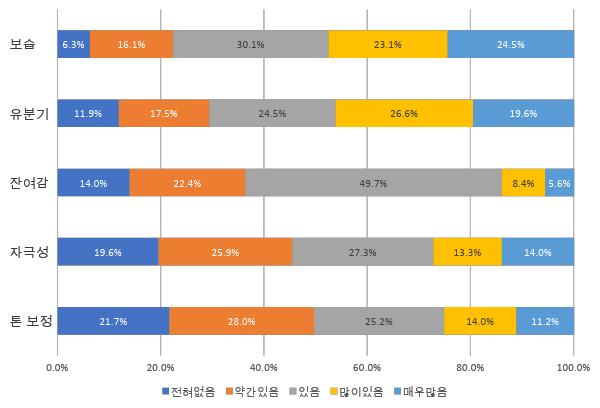 보습 6.3% 16.1% 30.1% 23.1% 24.5%
유분기 11.9% 17.5% 24.5% 26.6% 19.6%
잔여감 14.0% 22.4% 49.7% 8.4% 5.6%
자극성 19.6% 25.9% 27.3% 13.3% 14.0%
톤 보정 21.7% 28.0% 25.2% 14.0% 11.2%
0.0% 20.0% 40.0% 60.0% 80.0% 100.0%
전혀없음 약간있음 있음 많이있음 매우많음